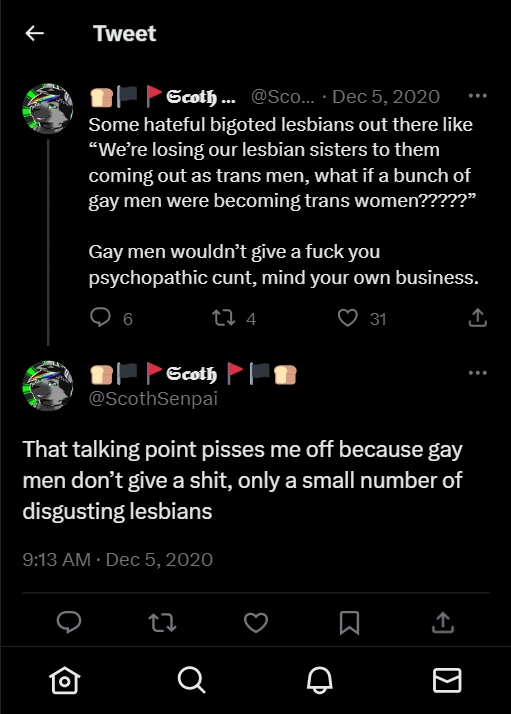 Tweet
𝕾𝖈𝖔𝖙𝖍 ... @Sco... · Dec 5, 2020
Some hateful bigoted lesbians out there like
“We’re losing our lesbian sisters to them
coming out as trans men, what if a bunch of
gay men were becoming trans women?????”
Gay men wouldn’t give a fuck you
psychopathic cunt, mind your own business.
6 4 31
𝕾𝖈𝖔𝖙𝖍
@ScothSenpai
That talking point pisses me off because gay
men don’t give a shit, only a small number of
disgusting lesbians
9:13 AM · Dec 5, 2020